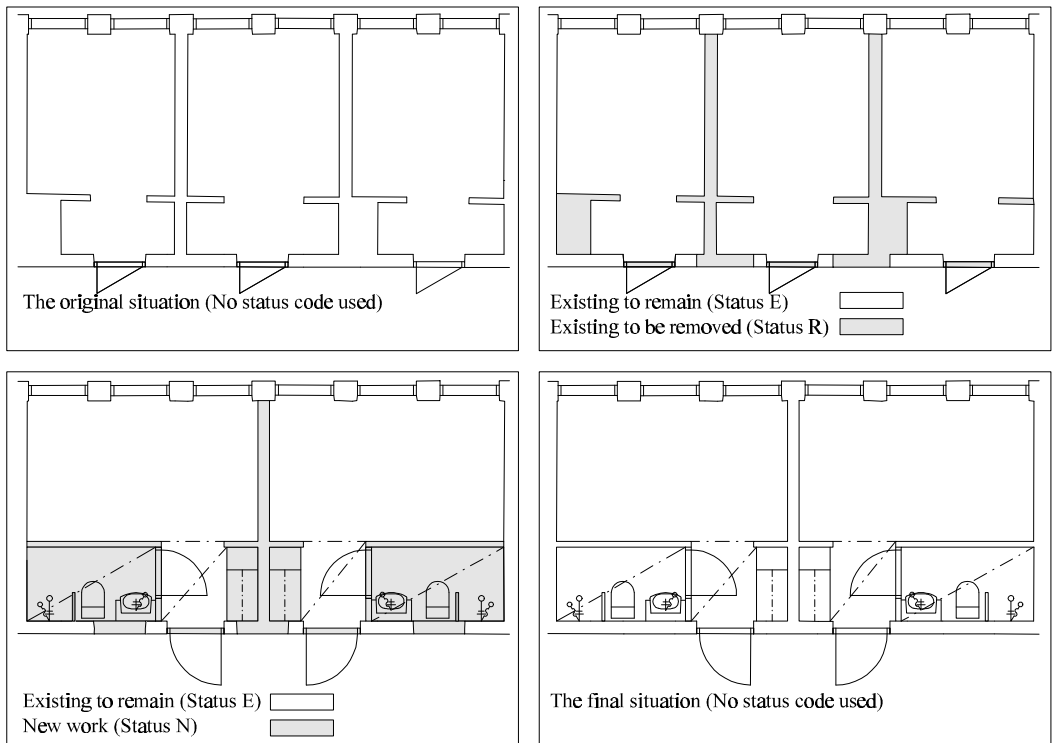 The original situation (No status code used)
Existing to remain (Status E)
Existing to be removed (Status R)
Existing to remain (Status E)
New work (Status N)
The final situation (No status code used)